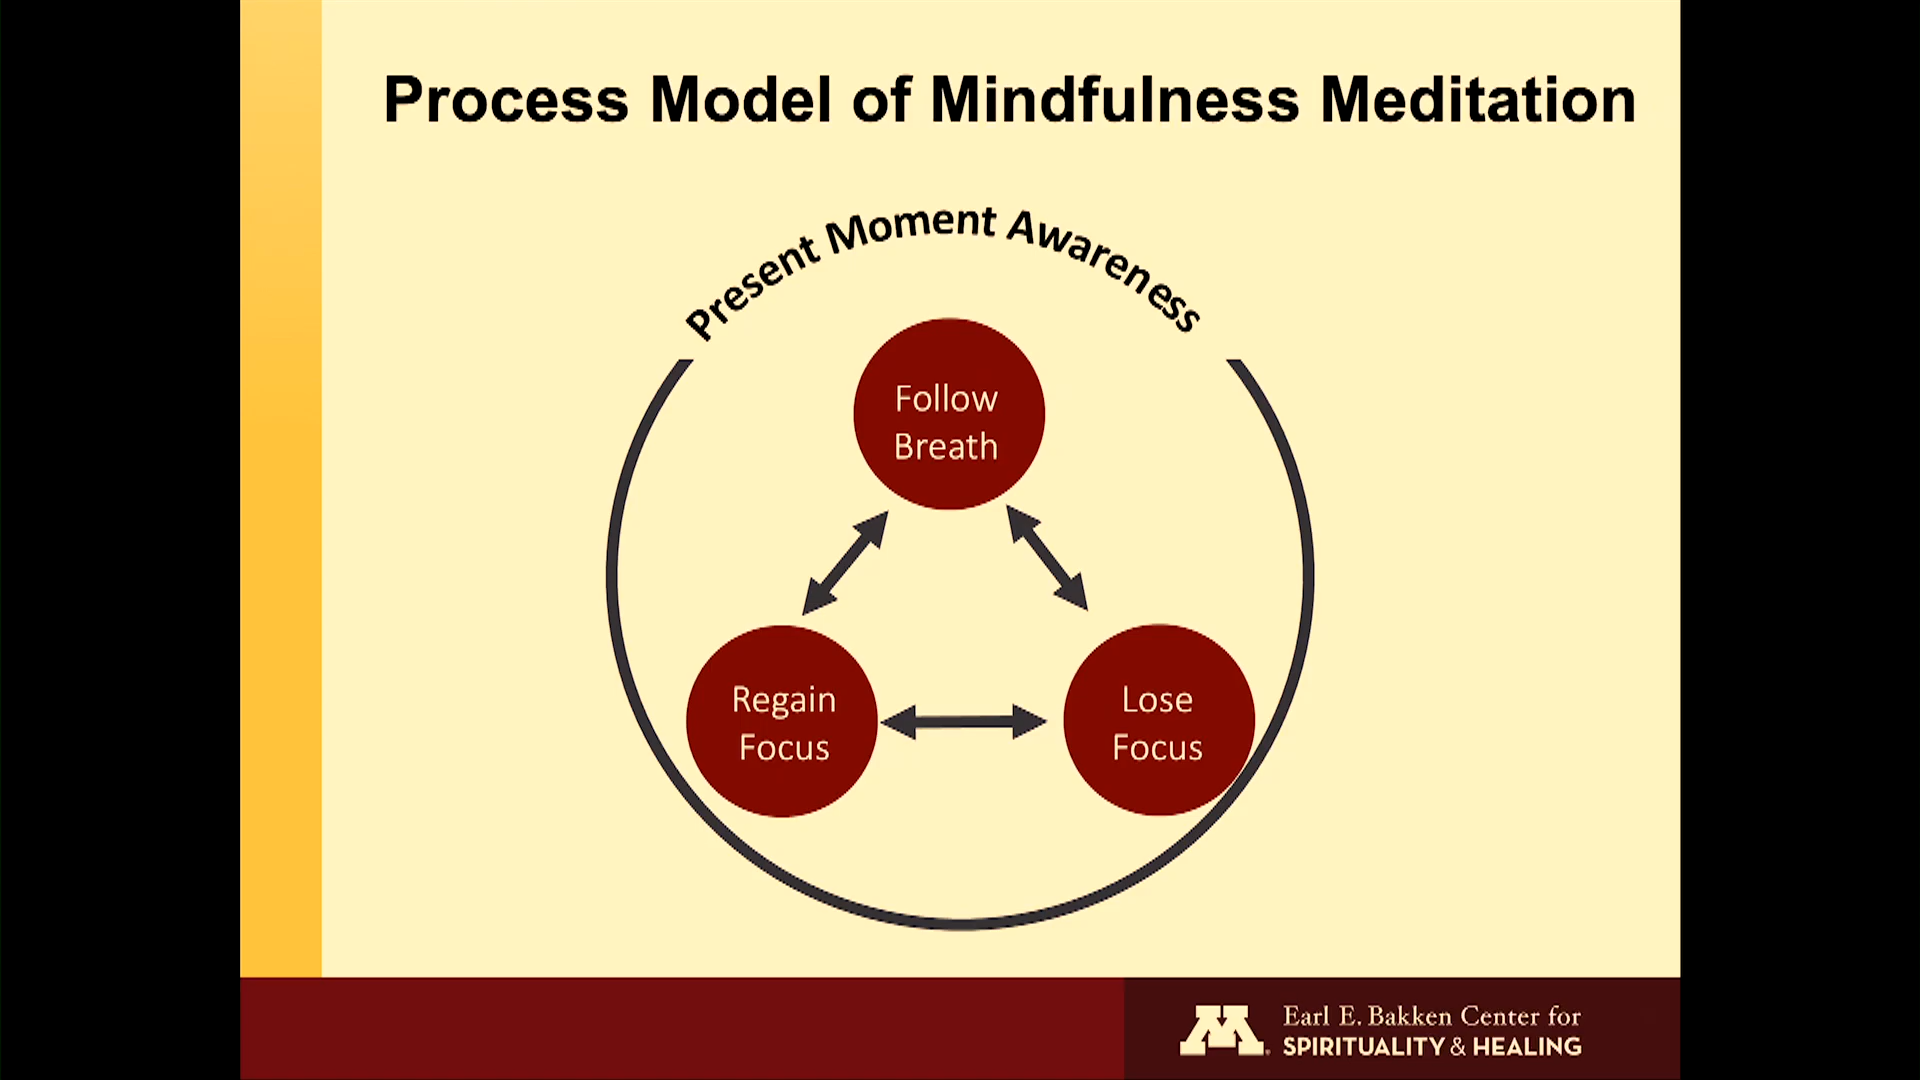 Process Model of Mindfulness Meditation
Present Moment Awareness
Follow
Breath
Regain
Focus
Lose
Focus
M
Earl E. Bakken Center for
SPIRITUALITY & HEALING